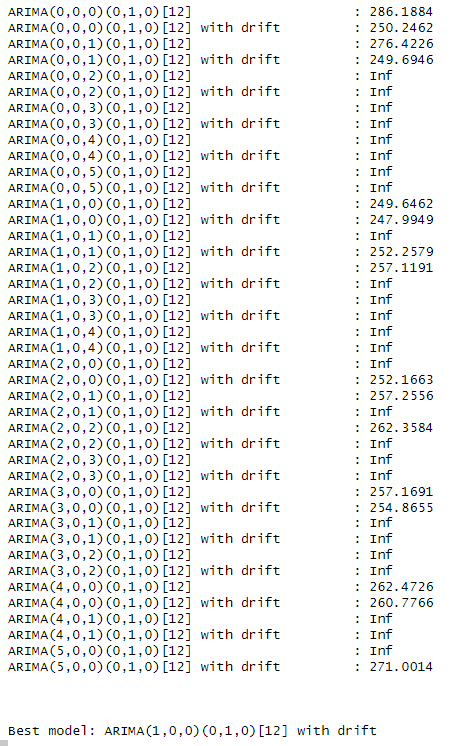 ARIMA(0,0,0)(0,1,0)[12] : 286.1884
ARIMA(0,0,0)(0,1,0)[12] with drift : 250.2462
ARIMA(0,0,1)(0,1,0)[12] : 276.4226
ARIMA(0,0,1)(0,1,0)[12] with drift : 249.6946
ARIMA(0,0,2)(0,1,0)[12] : Inf
ARIMA(0,0,2)(0,1,0)[12] with drift : Inf
ARIMA(0,0,3)(0,1,0)[12] : Inf
ARIMA(0,0,3)(0,1,0)[12] with drift : Inf
ARIMA(0,0,4)(0,1,0)[12] : Inf
ARIMA(0,0,4)(0,1,0)[12] with drift : Inf
ARIMA(0,0,5)(0,1,0)[12] : Inf
ARIMA(0,0,5)(0,1,0)[12] with drift : Inf
ARIMA(1,0,0)(0,1,0)[12] : 249.6462
ARIMA(1,0,0)(0,1,0)[12] with drift : 247.9949
ARIMA(1,0,1)(0,1,0)[12] : Inf
ARIMA(1,0,1)(0,1,0)[12] with drift : 252.2579
ARIMA(1,0,2)(0,1,0)[12] : 257.1191
ARIMA(1,0,2)(0,1,0)[12] with drift : Inf
ARIMA(1,0,3)(0,1,0)[12] : Inf
ARIMA(1,0,3)(0,1,0)[12] with drift : Inf
ARIMA(1,0,4)(0,1,0)[12] : Inf
ARIMA(1,0,4)(0,1,0)[12] with drift : Inf
ARIMA(2,0,0)(0,1,0)[12] : Inf
ARIMA(2,0,0)(0,1,0)[12] with drift : 252.1663
ARIMA(2,0,1)(0,1,0)[12] : 257.2556
ARIMA(2,0,1)(0,1,0)[12] with drift : Inf
ARIMA(2,0,2)(0,1,0)[12] : 262.3584
ARIMA(2,0,2)(0,1,0)[12] with drift : Inf
ARIMA(2,0,3)(0,1,0)[12] : Inf
ARIMA(2,0,3)(0,1,0)[12] with drift : Inf
ARIMA(3,0,0)(0,1,0)[12] : 257.1691
ARIMA(3,0,0)(0,1,0)[12] with drift : 254.8655
ARIMA(3,0,1)(0,1,0)[12] : Inf
ARIMA(3,0,1)(0,1,0)[12] with drift : Inf
ARIMA(3,0,2)(0,1,0)[12] : Inf
ARIMA(3,0,2)(0,1,0)[12] with drift : Inf
ARIMA(4,0,0)(0,1,0)[12] : 262.4726
ARIMA(4,0,0)(0,1,0)[12] with drift : 260.7766
ARIMA(4,0,1)(0,1,0)[12] : Inf
ARIMA(4,0,1)(0,1,0)[12] with drift : Inf
ARIMA(5,0,0)(0,1,0)[12] : Inf
ARIMA(5,0,0)(0,1,0)[12] with drift : 271.0014
Best model: ARIMA(1,0,0)(0,1,0)[12] with drift